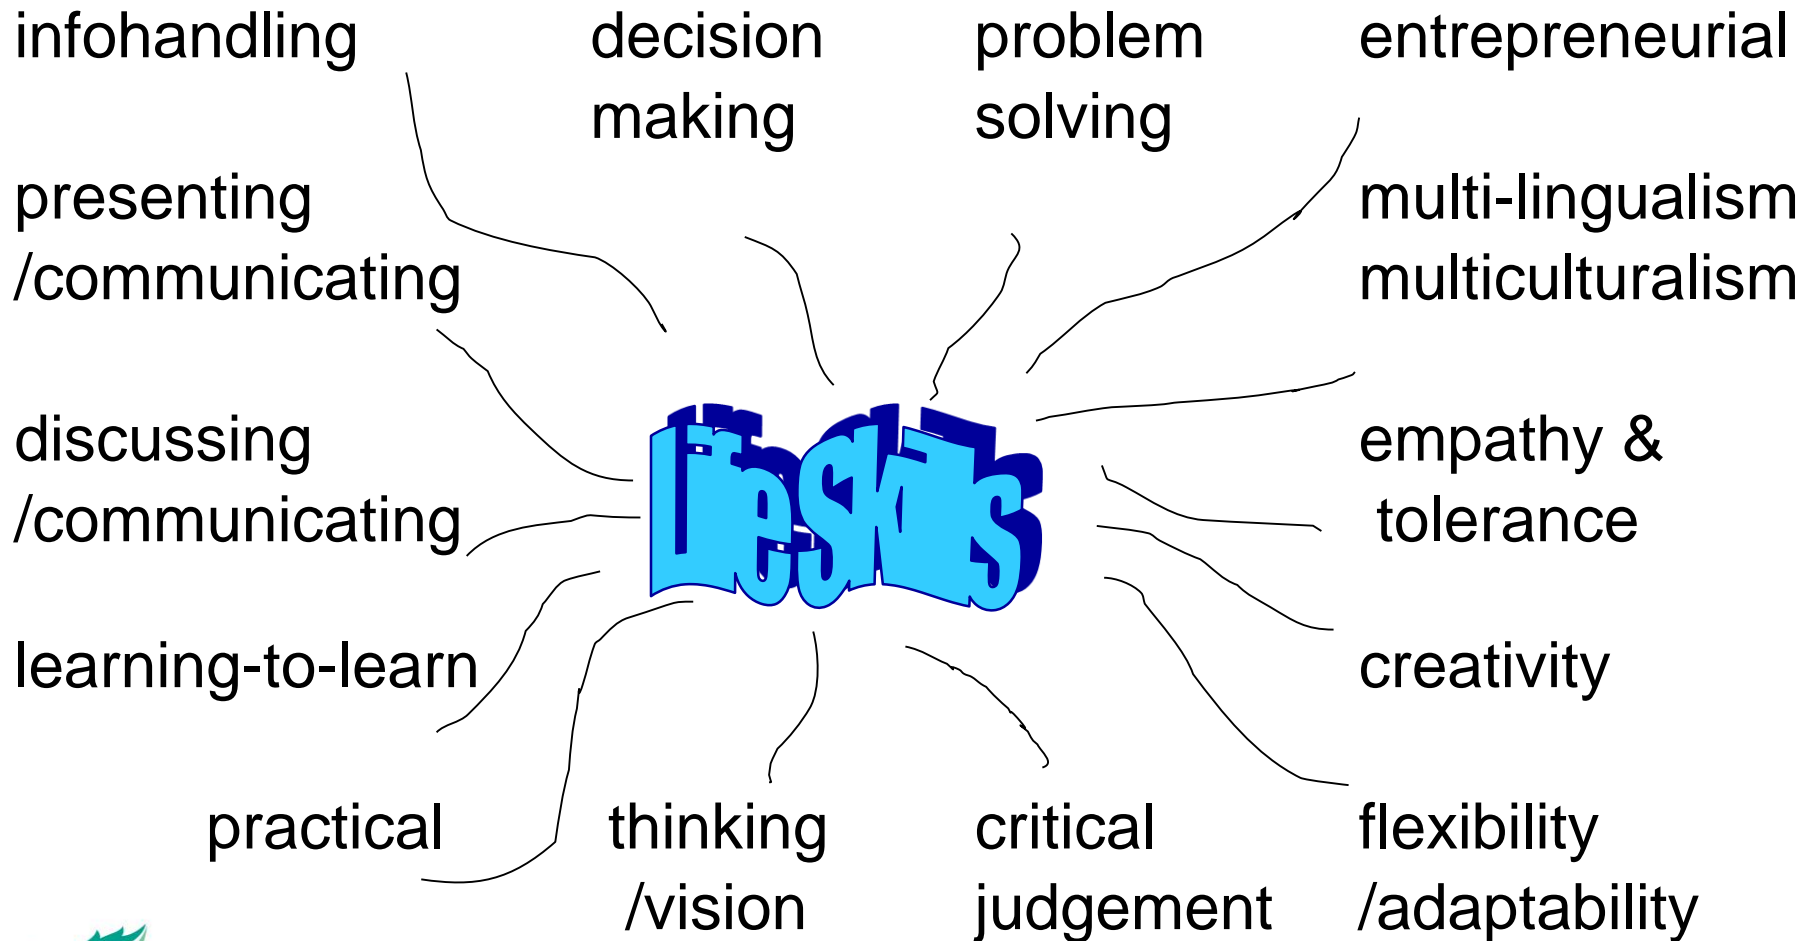 infohandling
decision
making
problem
solving
entrepreneurial
presenting
/communicating
multi-lingualism
multiculturalism
discussing
/communicating
Life Skills
empathy &
tolerance
learning-to-learn
creativity
practical
thinking
/vision
critical
judgement
flexibility
/adaptability